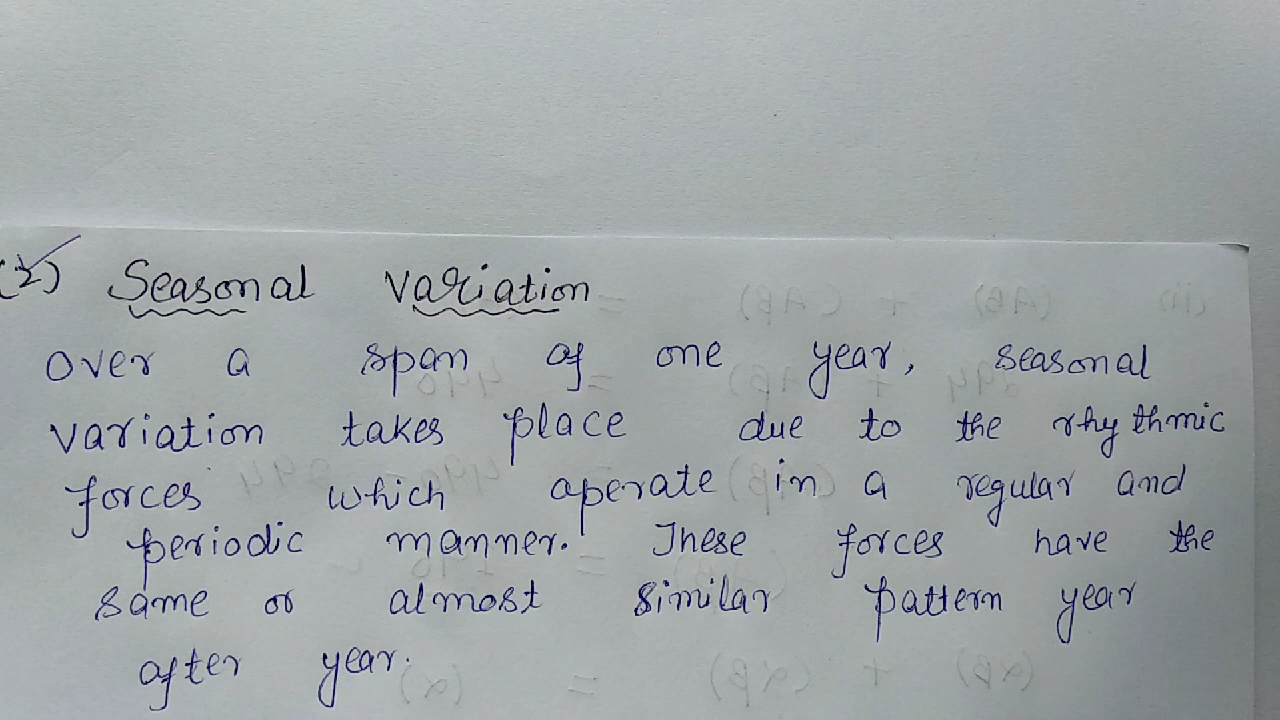 (2) Seasonal Variation
over a span of one year, seasonal
variation takes place due to the rhythmic
forces which operate in a regular and
periodic manner. These forces have the
same or almost similar pattern year
after year.